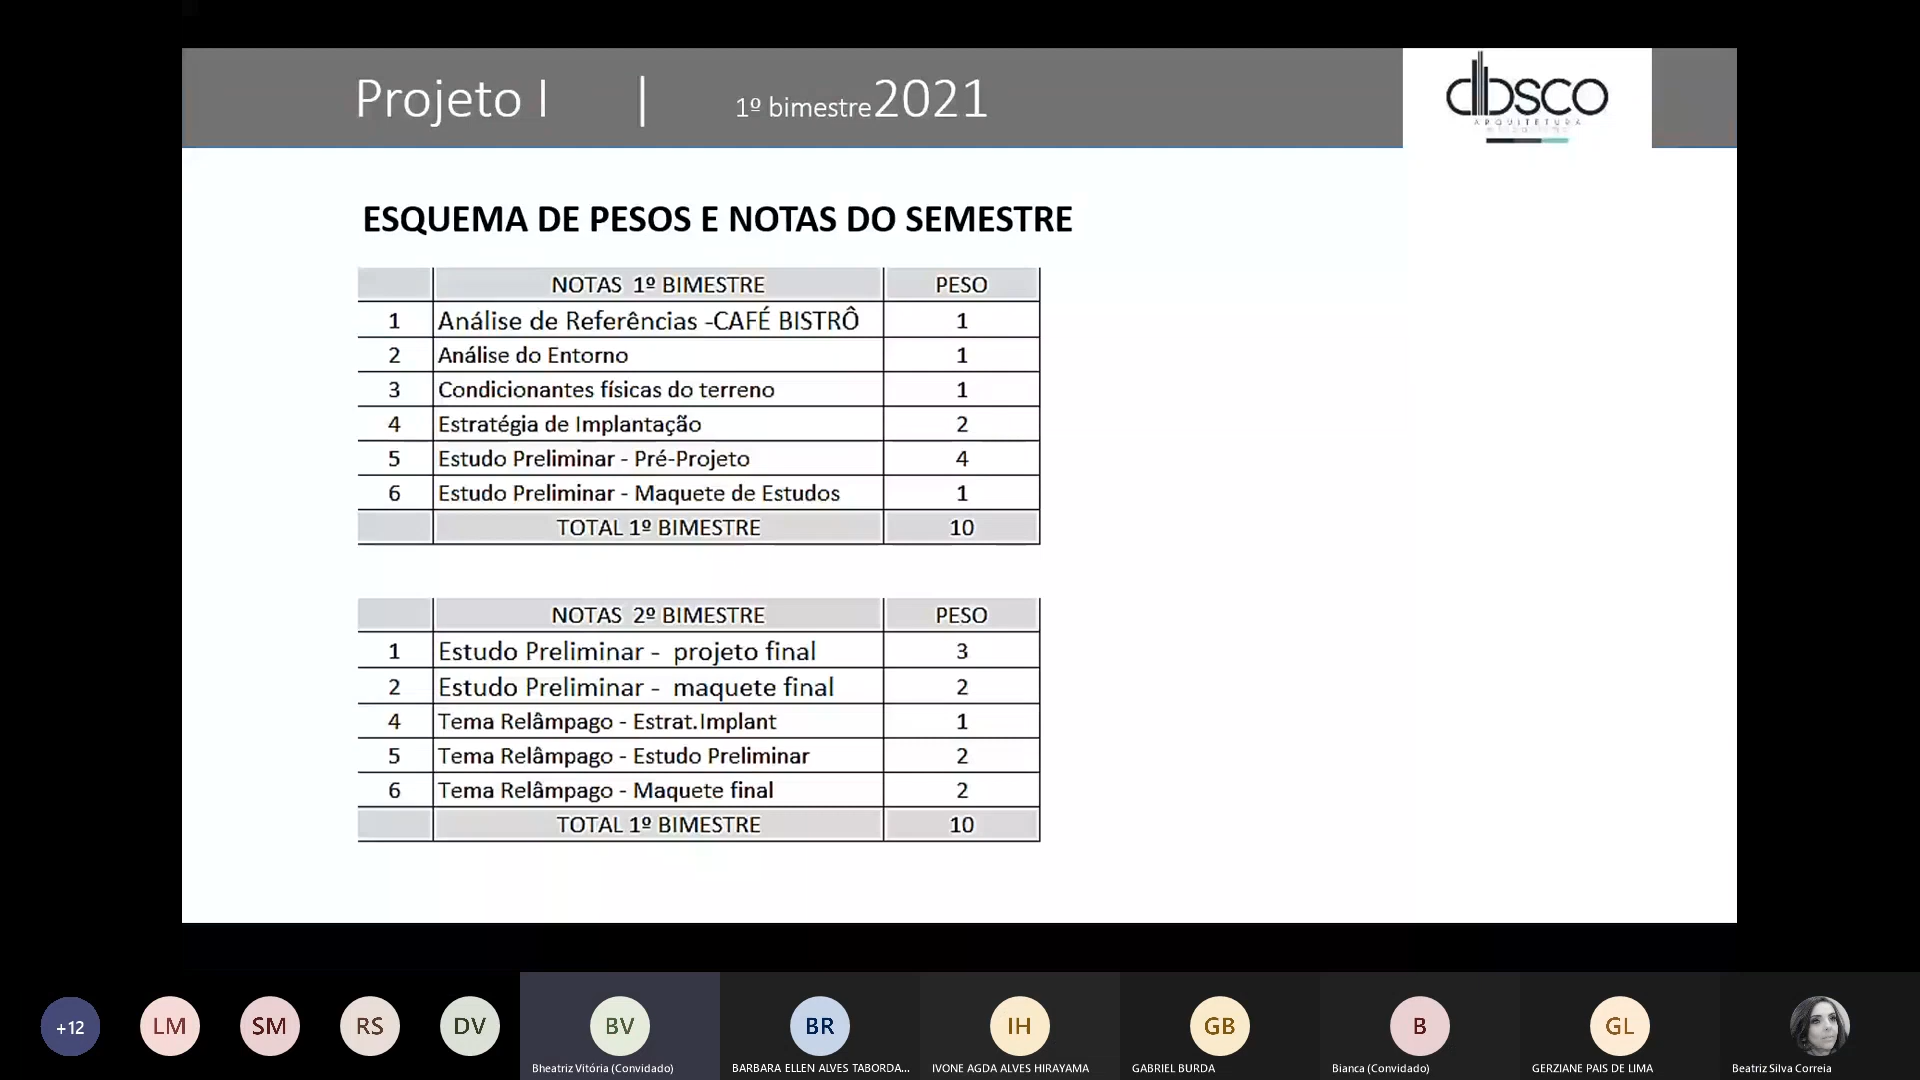 Projeto I | 1º bimestre 2021
dbsco
ARQUITETURA
ESQUEMA DE PESOS E NOTAS DO SEMESTRE
NOTAS 1º BIMESTRE PESO
1 Análise de Referências -CAFÉ BISTRÔ 1
2 Análise do Entorno 1
3 Condicionantes físicas do terreno 1
4 Estratégia de Implantação 2
5 Estudo Preliminar - Pré-Projeto 4
6 Estudo Preliminar - Maquete de Estudos 1
TOTAL 1º BIMESTRE 10
NOTAS 2º BIMESTRE PESO
1 Estudo Preliminar - projeto final 3
2 Estudo Preliminar - maquete final 2
4 Tema Relâmpago - Estrat.Implant 1
5 Tema Relâmpago - Estudo Preliminar 2
6 Tema Relâmpago - Maquete final 2
TOTAL 1º BIMESTRE 10
+12 LM SM RS DV BV BR IH GB B GL
Bheatriz Vitória (Convidado) BARBARA ELLEN ALVES TABORDA... IVONE AGDA ALVES HIRAYAMA GABRIEL BURDA Bianca (Convidado) GERZIANE PAIS DE LIMA Beatriz Silva Correia